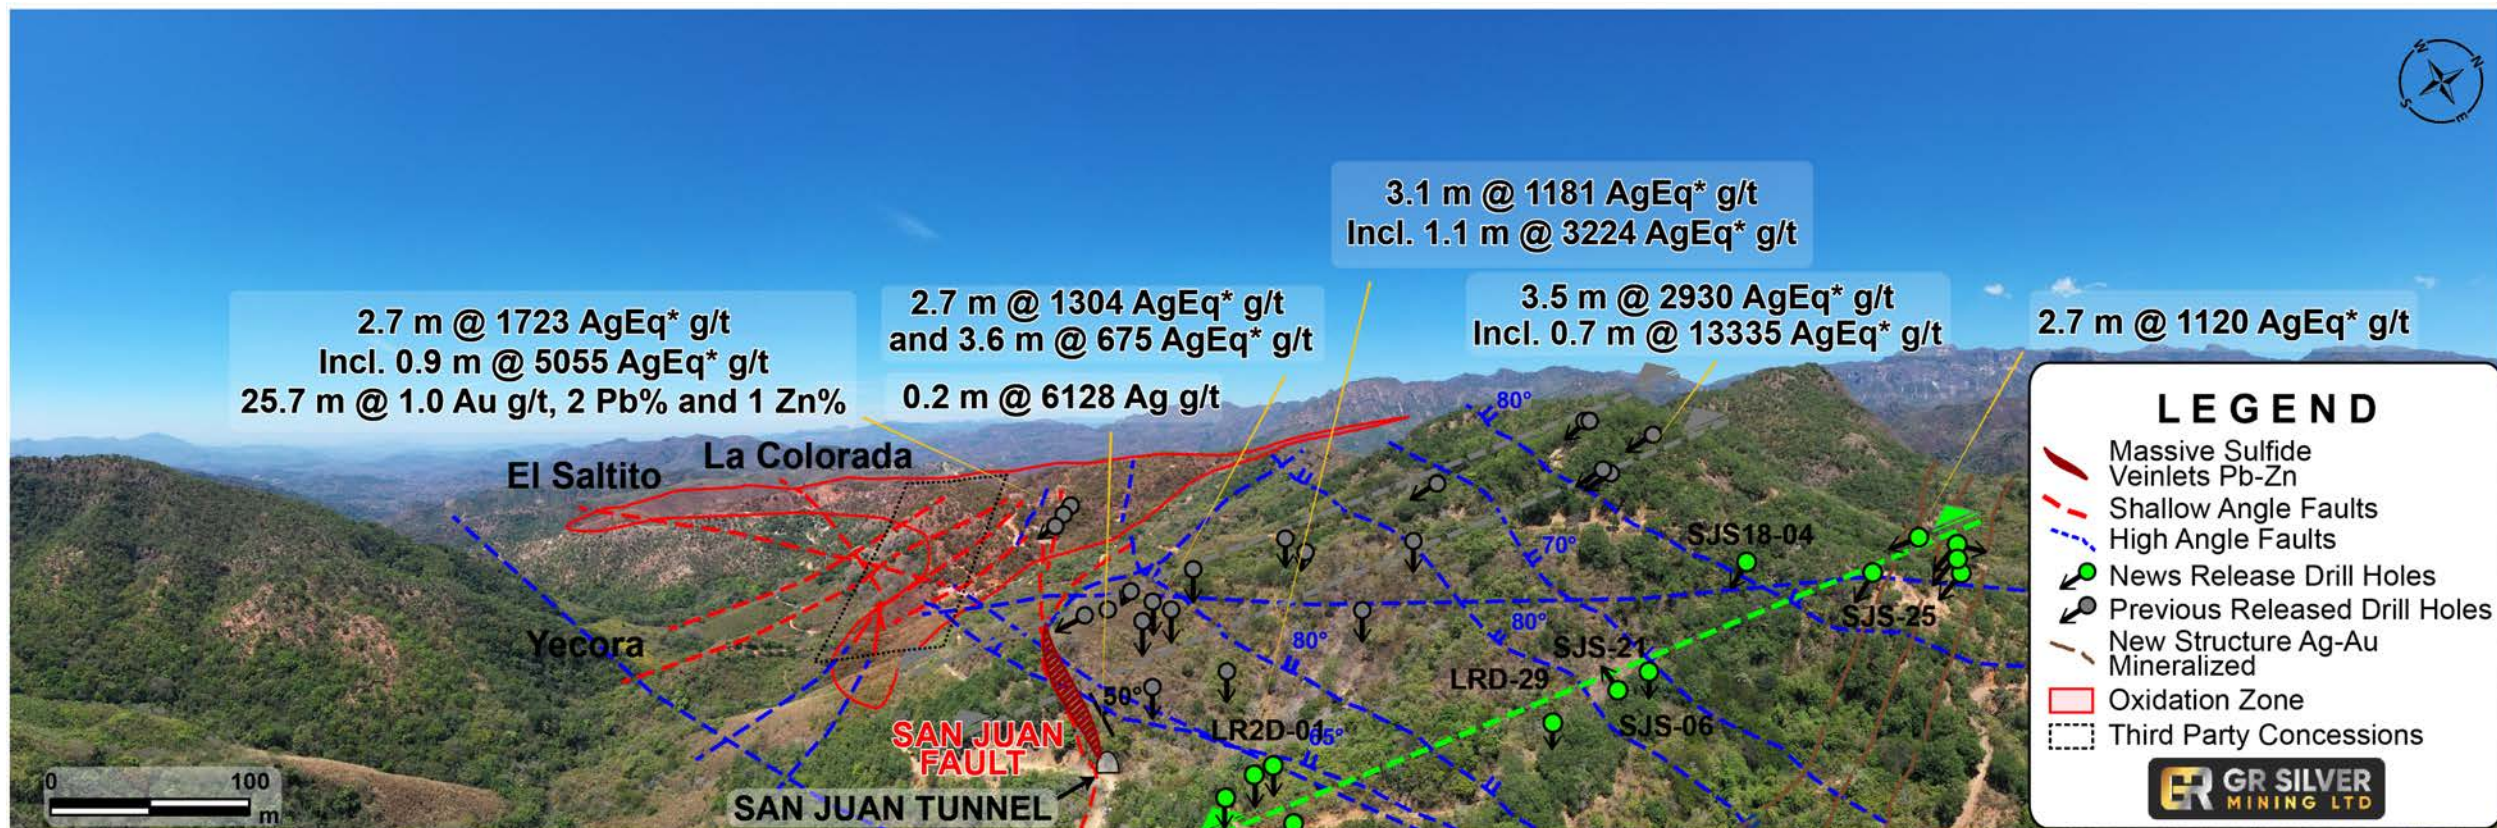 W
N
S
E
3.1 m @ 1181 AgEq* g/t
Incl. 1.1 m @ 3224 AgEq* g/t
2.7 m @ 1723 AgEq* g/t
Incl. 0.9 m @ 5055 AgEq* g/t
25.7 m @ 1.0 Au g/t, 2 Pb% and 1 Zn%
2.7 m @ 1304 AgEq* g/t
and 3.6 m @ 675 AgEq* g/t
0.2 m @ 6128 Ag g/t
3.5 m @ 2930 AgEq* g/t
Incl. 0.7 m @ 13335 AgEq* g/t
2.7 m @ 1120 AgEq* g/t
80°
El Saltito
La Colorada
Yecora
70°
SJS18-04
SJS-25
80°
80°
SJS-21
LRD-29
SJS-06
50°
LR2D-01
65°
SAN JUAN
FAULT
SAN JUAN TUNNEL
0 100
m
LEGEND
Massive Sulfide
Veinlets Pb-Zn
Shallow Angle Faults
High Angle Faults
News Release Drill Holes
Previous Released Drill Holes
New Structure Ag-Au
Mineralized
Oxidation Zone
Third Party Concessions
GR SILVER
MINING LTD